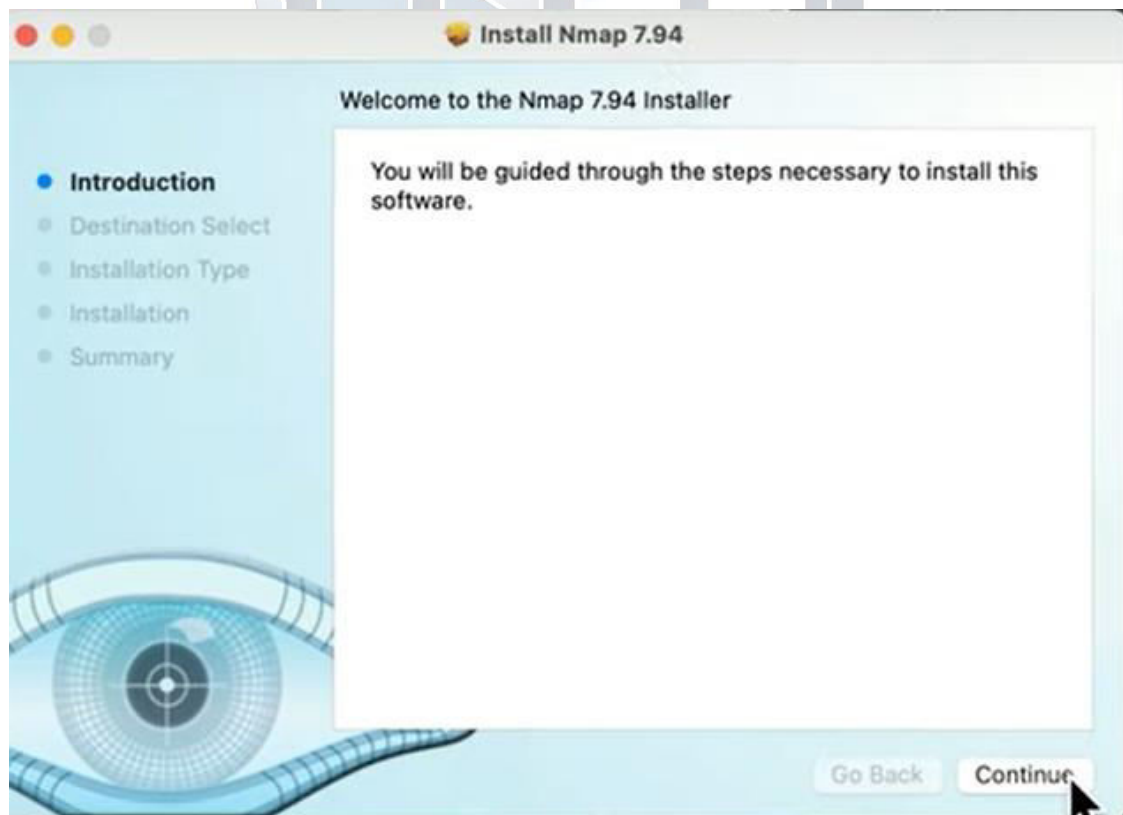 Install Nmap 7.94
Welcome to the Nmap 7.94 Installer
Introduction
Destination Select
Installation Type
Installation
Summary
You will be guided through the steps necessary to install this
software.
Go Back
Continue